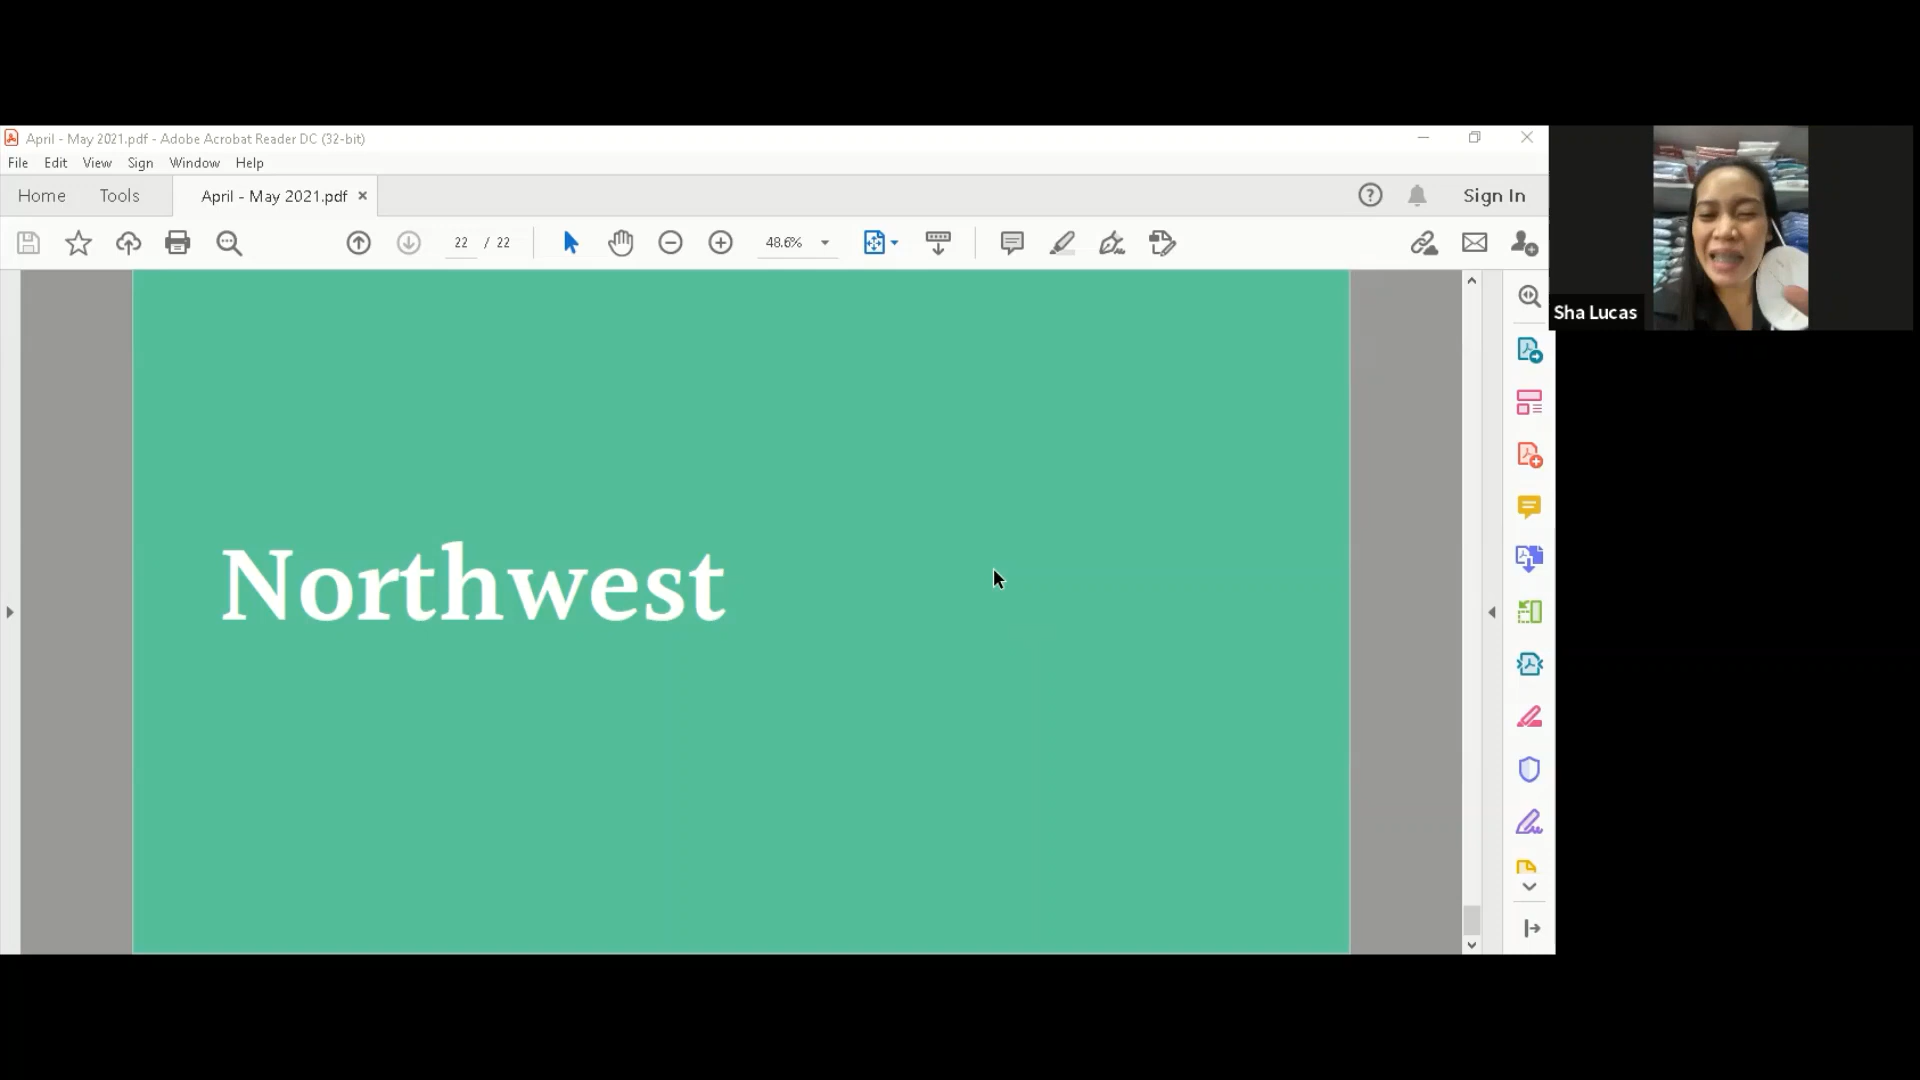 April - May 2021.pdf - Adobe Acrobat Reader DC (32-bit)
File Edit View Sign Window Help
Home Tools April - May 2021.pdf Sign In
22 / 22 48.6%
Sha Lucas
Northwest